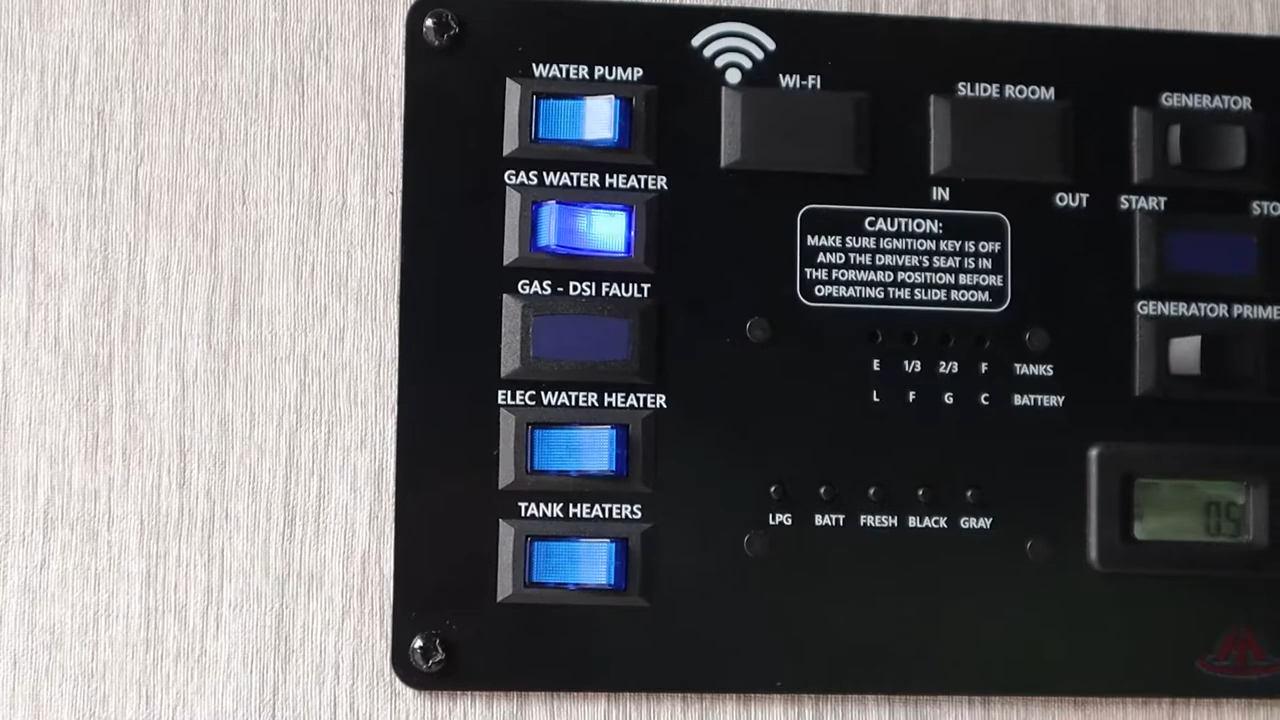 WATER PUMP
WI-FI
SLIDE ROOM
GENERATOR
GAS WATER HEATER
IN
OUT
START
STO
CAUTION:
MAKE SURE IGNITION KEY IS OFF
AND THE DRIVER'S SEAT IS IN
THE FORWARD POSITION BEFORE
OPERATING THE SLIDE ROOM.
GAS - DSI FAULT
GENERATOR PRIME
E 1/3 2/3 F TANKS
L F G C BATTERY
ELEC WATER HEATER
TANK HEATERS
LPG BATT FRESH BLACK GRAY
05